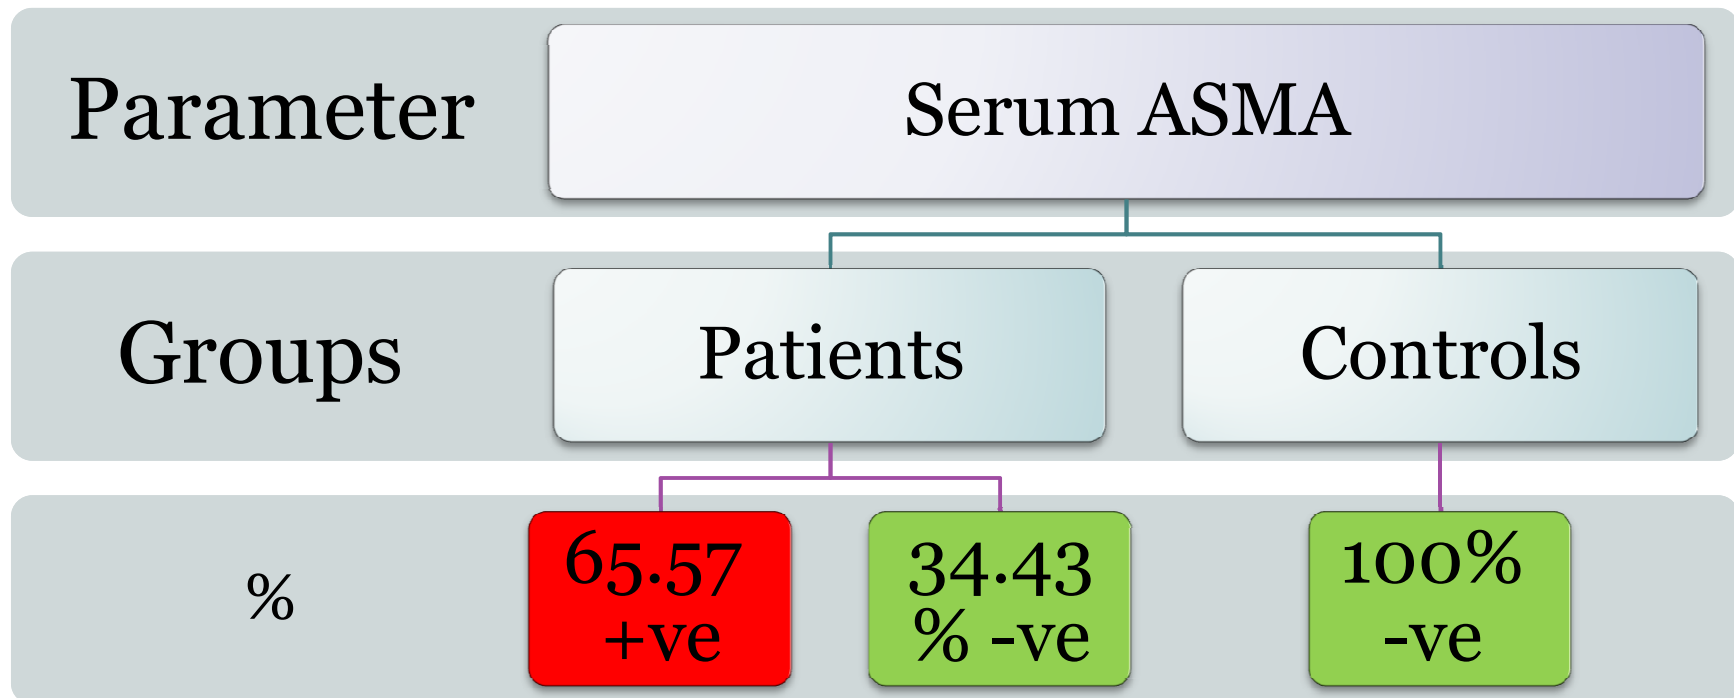 Parameter
Serum ASMA
Groups
Patients
Controls
%
65.57
+ve
34.43
% -ve
100%
-ve